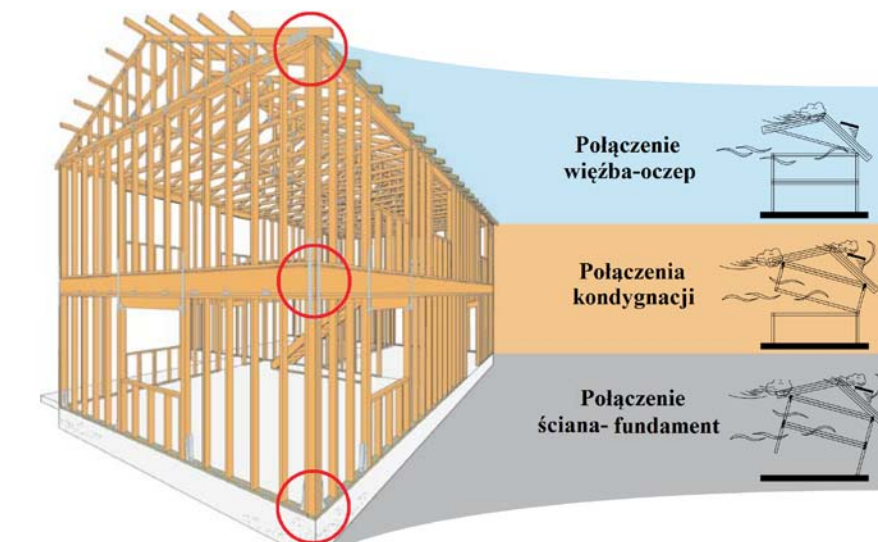 Połączenie
więźba-oczep
Połączenia
kondygnacji
Połączenie
ściana- fundament